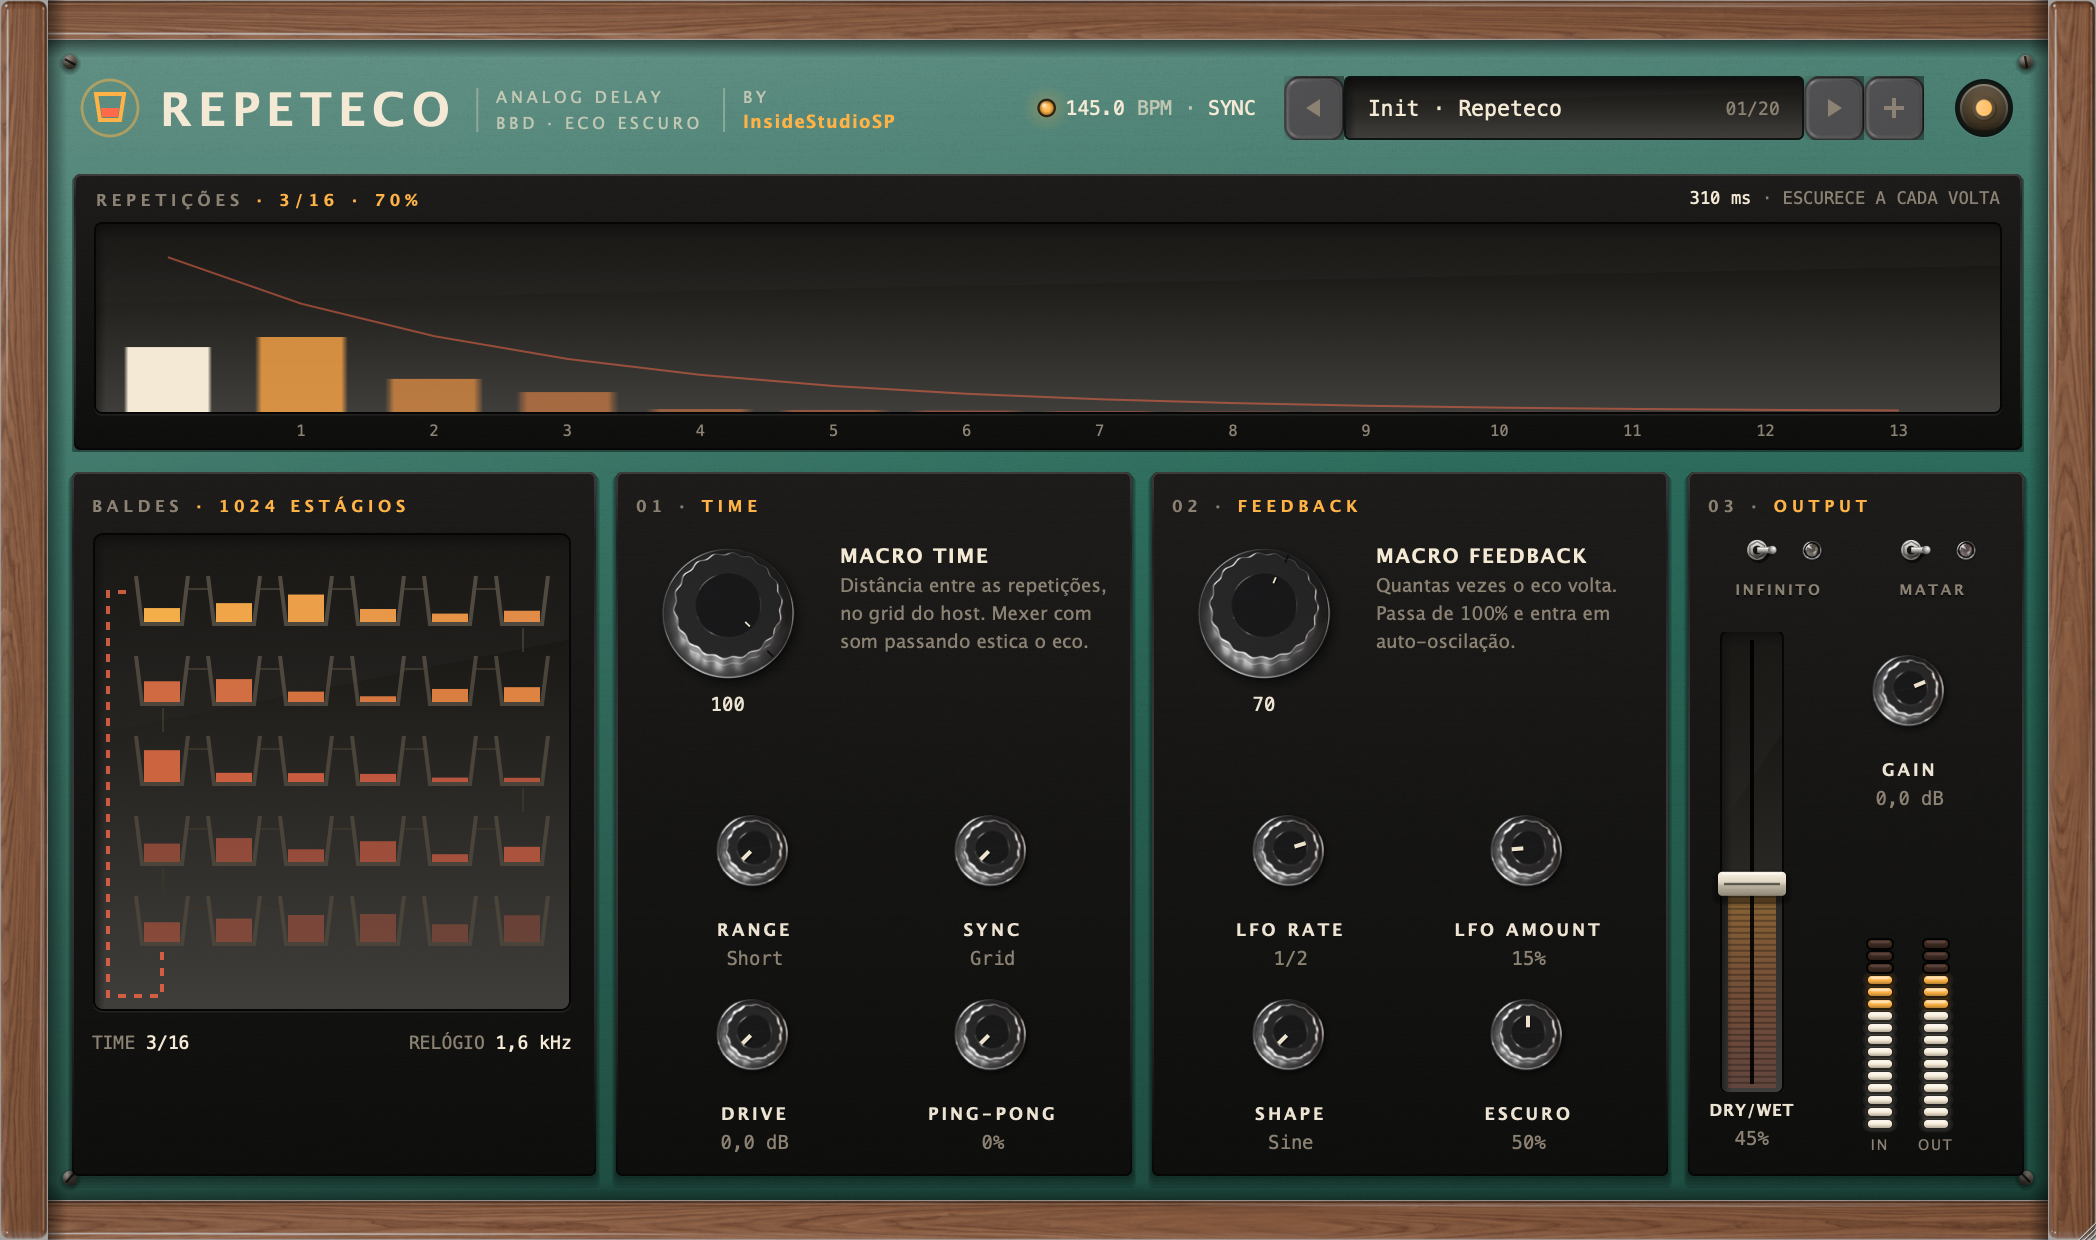 REPETECO
ANALOG DELAY
BBD · ECO ESCURO
BY
InsideStudioSP
145.0 BPM · SYNC
Init · Repeteco 01/20
REPETIÇÕES · 3/16 · 70%
310 ms · ESCURECE A CADA VOLTA
1 2 3 4 5 6 7 8 9 10 11 12 13
BALDES · 1024 ESTÁGIOS
TIME 3/16
RELÓGIO 1,6 kHz
01 · TIME
MACRO TIME
Distância entre as repetições,
no grid do host. Mexer com
som passando estica o eco.
100
RANGE
Short
SYNC
Grid
DRIVE
0,0 dB
PING-PONG
0%
02 · FEEDBACK
MACRO FEEDBACK
Quantas vezes o eco volta.
Passa de 100% e entra em
auto-oscilação.
70
LFO RATE
1/2
LFO AMOUNT
15%
SHAPE
Sine
ESCURO
50%
03 · OUTPUT
INFINITO
MATAR
GAIN
0,0 dB
DRY/WET
45%
IN
OUT